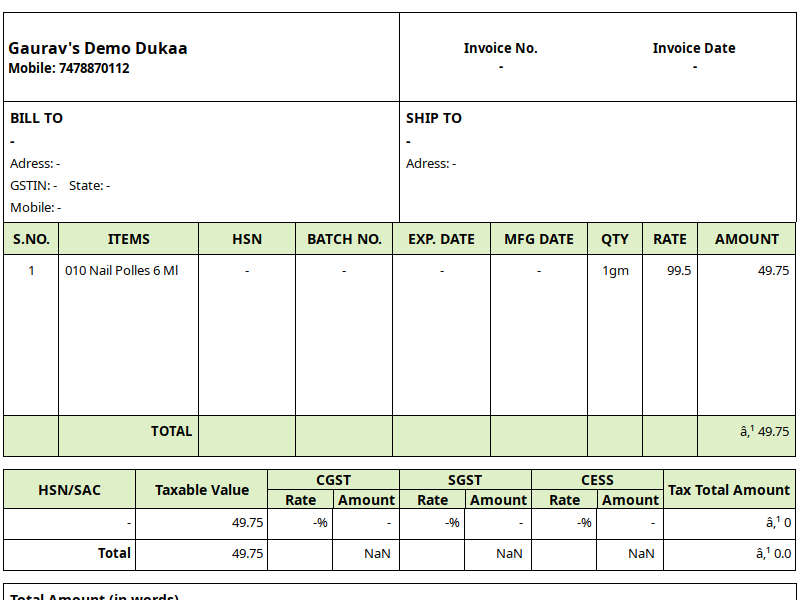 Gaurav's Demo Dukaa
Mobile: 7478870112
Invoice No. Invoice Date
- -
BILL TO
-
Adress: -
GSTIN: - State: -
Mobile: -
SHIP TO
-
Adress: -
S.NO. ITEMS HSN BATCH NO. EXP. DATE MFG DATE QTY RATE AMOUNT
1 010 Nail Polles 6 Ml - - - - 1gm 99.5 49.75
TOTAL â‚¹ 49.75
HSN/SAC Taxable Value CGST SGST CESS Tax Total Amount
Rate Amount Rate Amount Rate Amount
- 49.75 -% - -% - -% - â‚¹ 0
Total 49.75 NaN NaN NaN â‚¹ 0.0
Total Amount (in words)